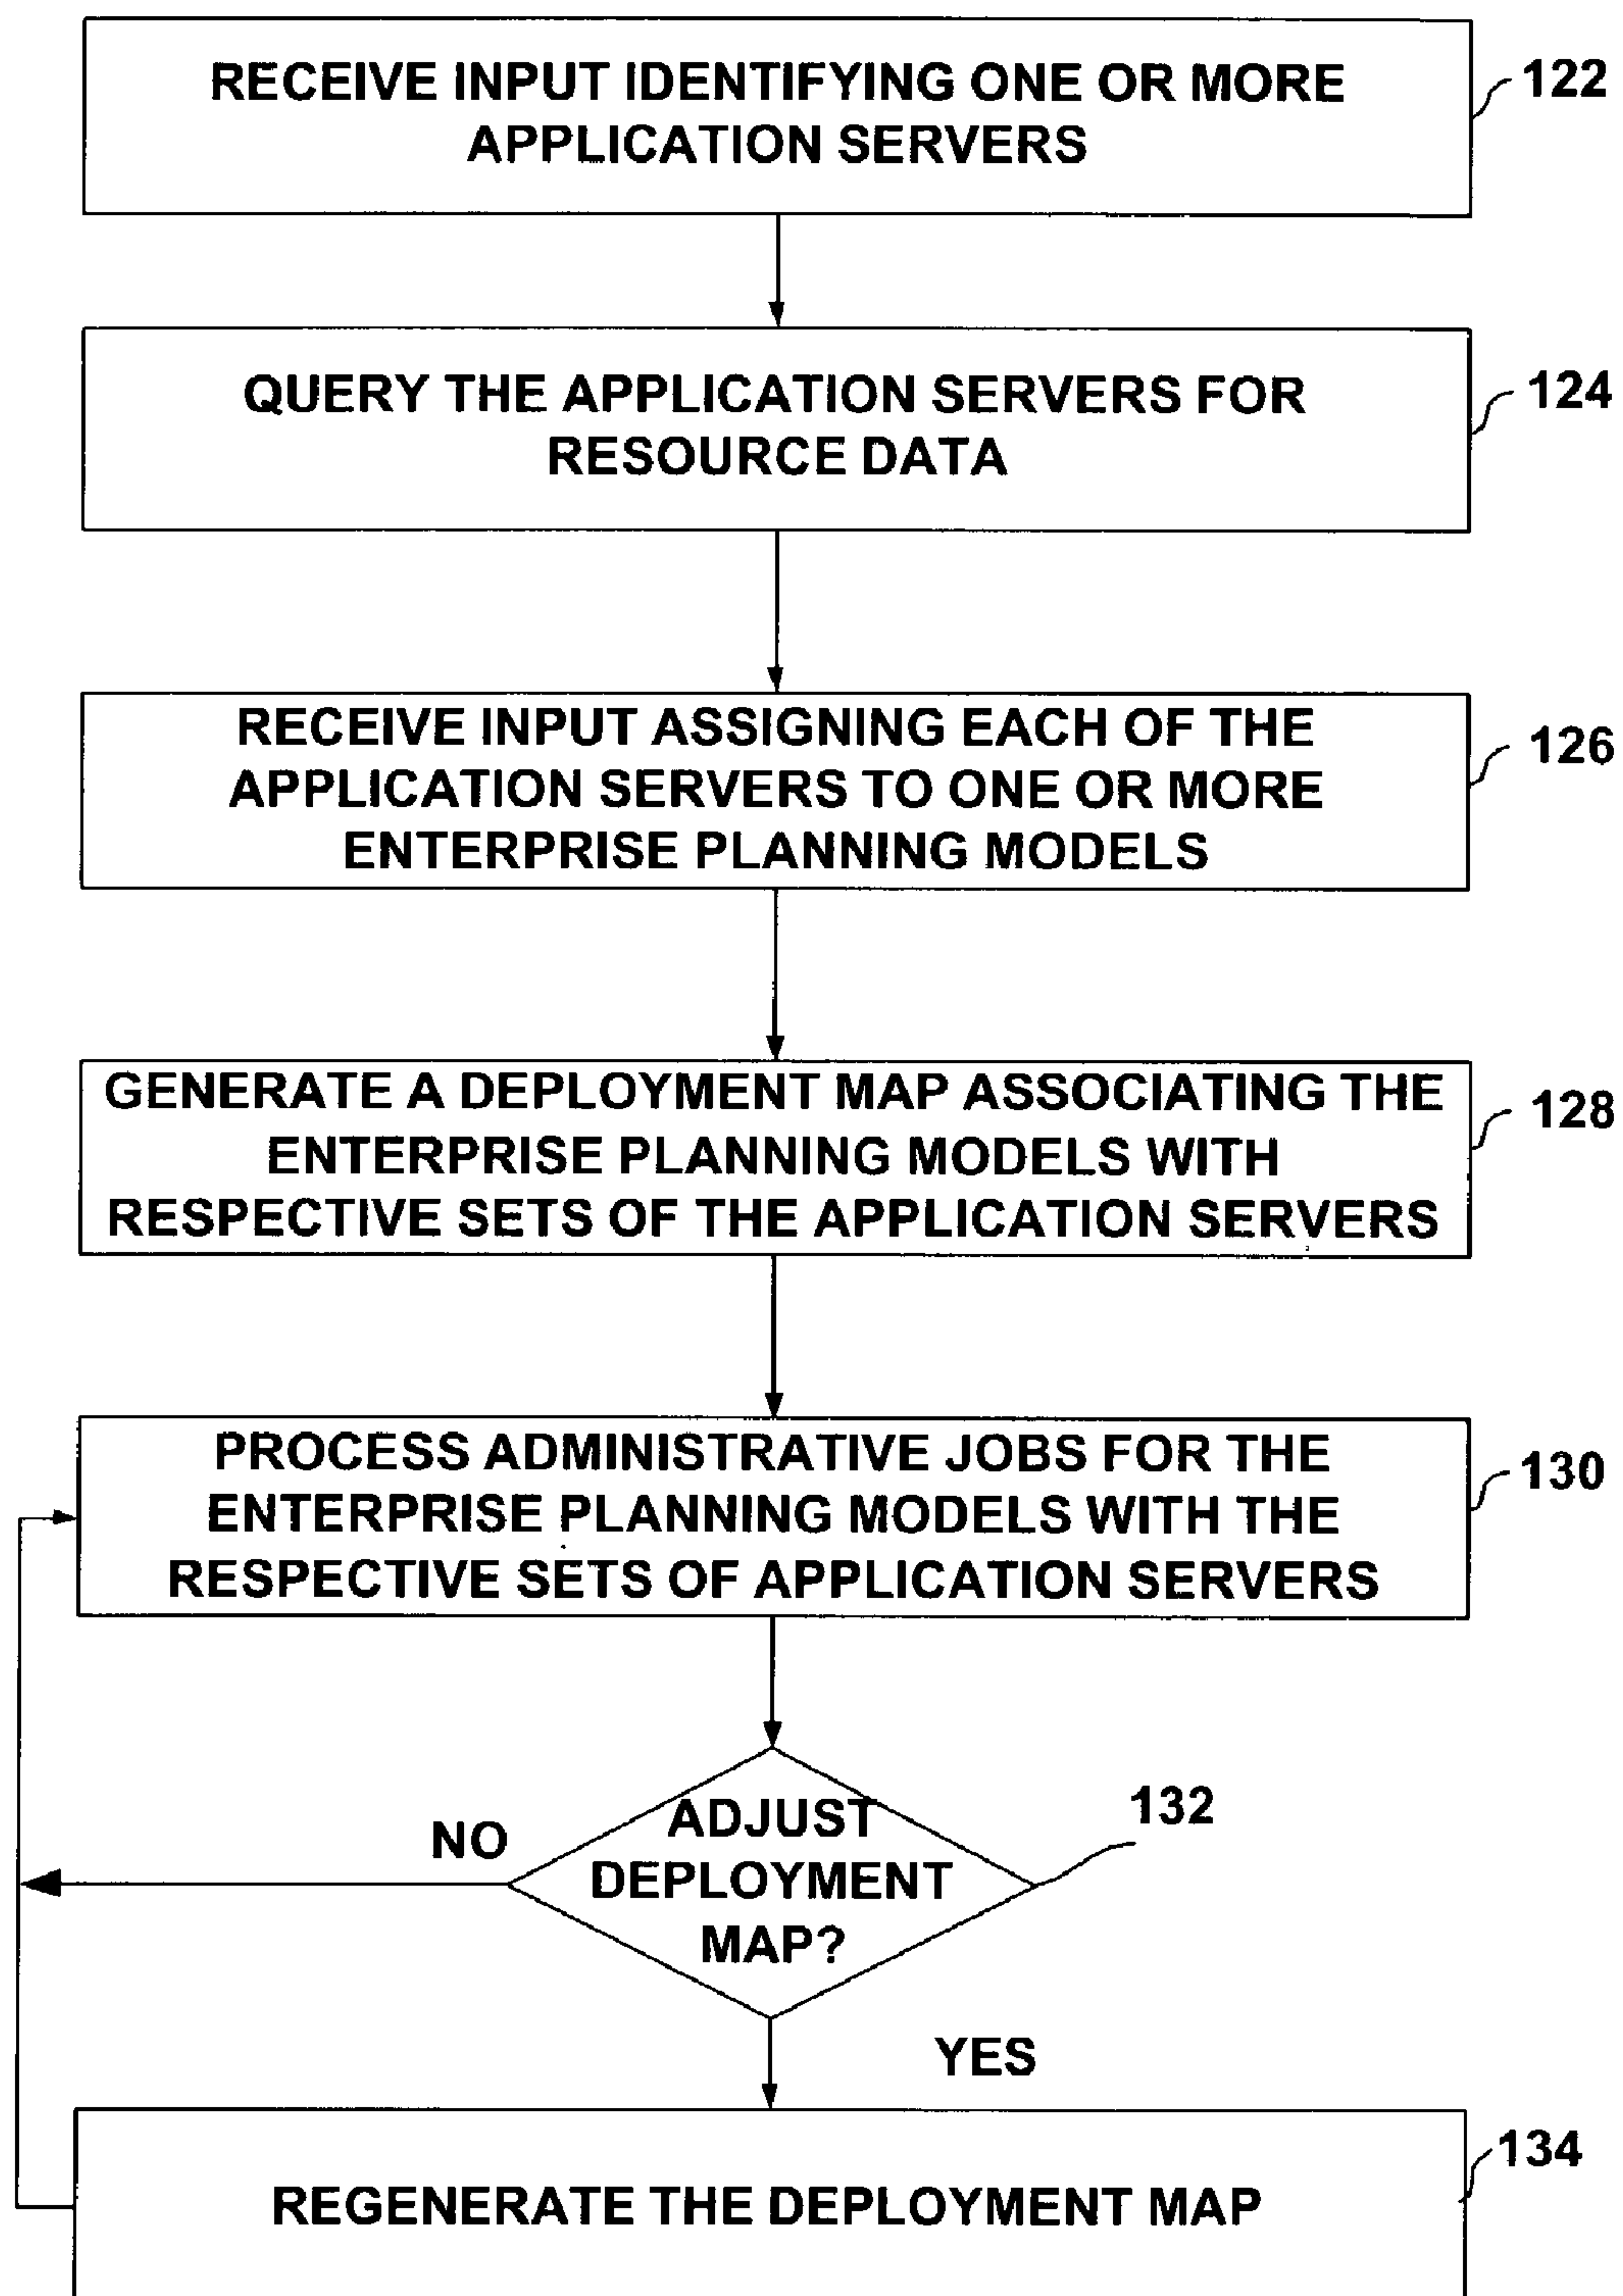 RECEIVE INPUT IDENTIFYING ONE OR MORE
APPLICATION SERVERS
122
QUERY THE APPLICATION SERVERS FOR
RESOURCE DATA
124
RECEIVE INPUT ASSIGNING EACH OF THE
APPLICATION SERVERS TO ONE OR MORE
ENTERPRISE PLANNING MODELS
126
GENERATE A DEPLOYMENT MAP ASSOCIATING THE
ENTERPRISE PLANNING MODELS WITH
RESPECTIVE SETS OF THE APPLICATION SERVERS
128
PROCESS ADMINISTRATIVE JOBS FOR THE
ENTERPRISE PLANNING MODELS WITH THE
RESPECTIVE SETS OF APPLICATION SERVERS
130
ADJUST
DEPLOYMENT
MAP?
132
NO
YES
REGENERATE THE DEPLOYMENT MAP
134